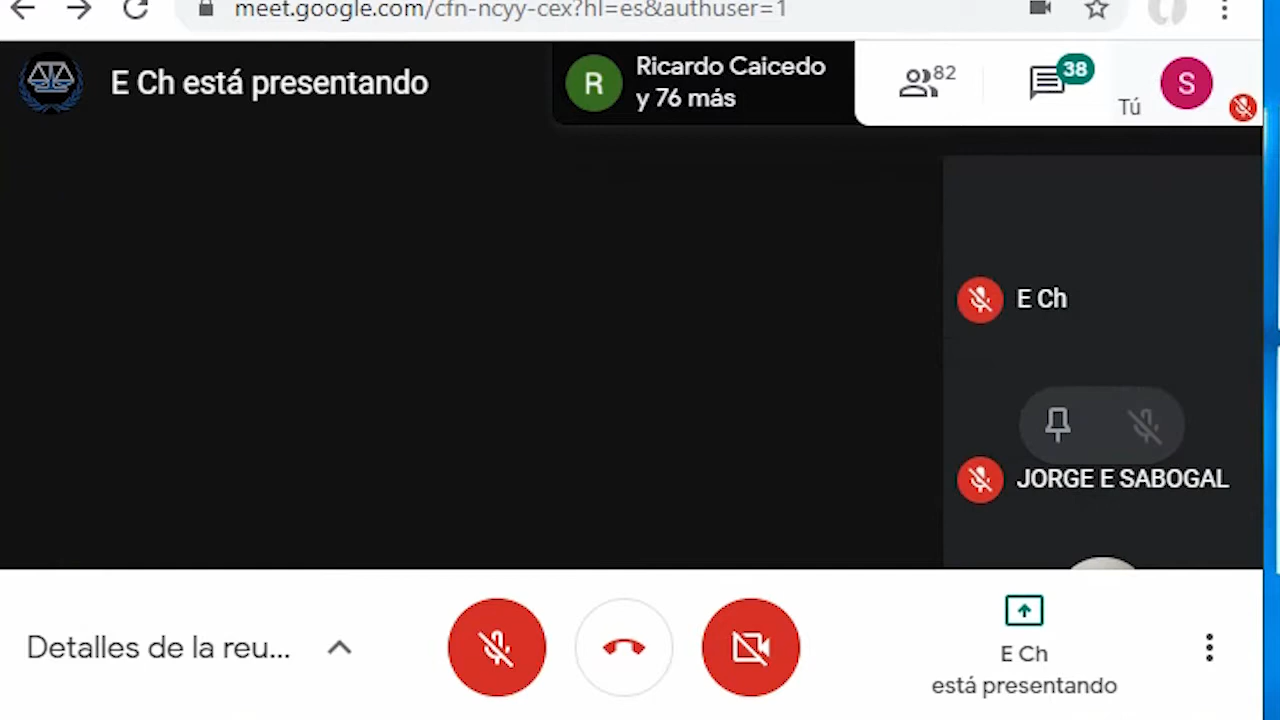 meet.google.com/cfn-ncyy-cex?hl=es&authuser=1
E Ch está presentando
R
Ricardo Caicedo
y 76 más
82
38
Tú
S
E Ch
JORGE E SABOGAL
Detalles de la reu...
E Ch
está presentando